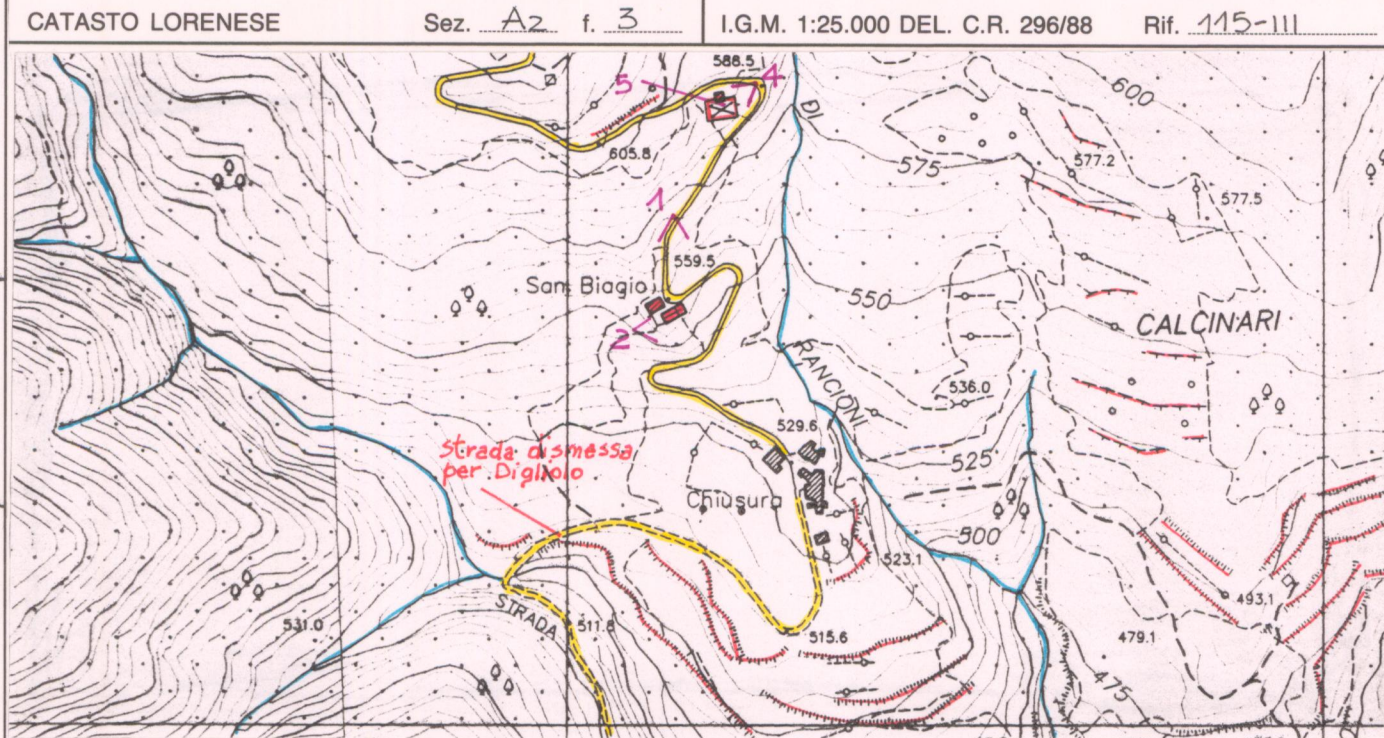 CATASTO LORENESE Sez. A2 f. 3 I.G.M. 1:25.000 DEL. C.R. 296/88 Rif. 115-III
588.5
5
4
DI
600
605.8
575
577.2
577.5
1
559.5
San Biagio
550
2
CALCINARI
RANCIONI
536.0
529.6
strada dismessa
per Digliolo
525
Chiusura
500
523.1
STRADA
531.0
511.8
515.6
493.1
479.1
475